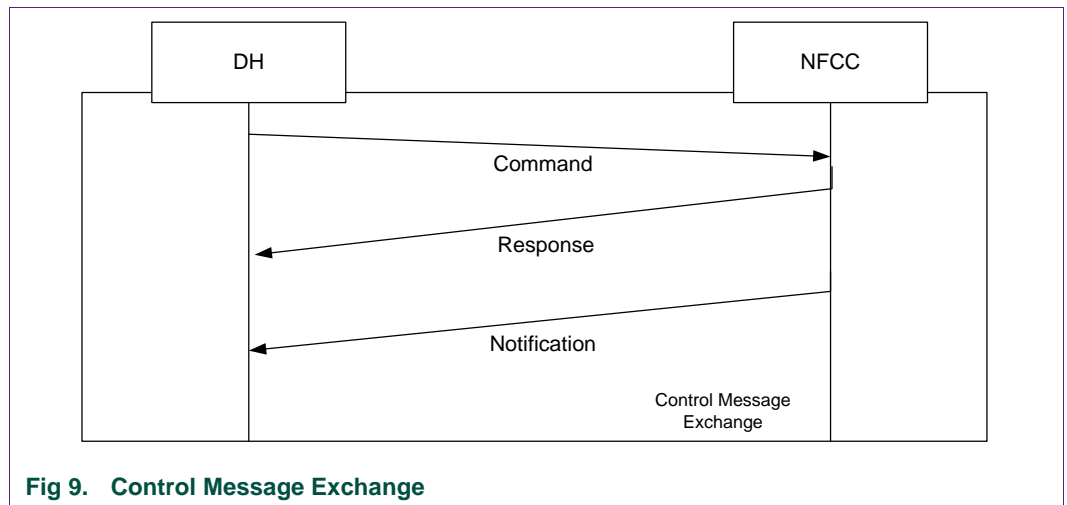 DH
NFCC
Command
Response
Notification
Control Message
Exchange
Fig 9. Control Message Exchange